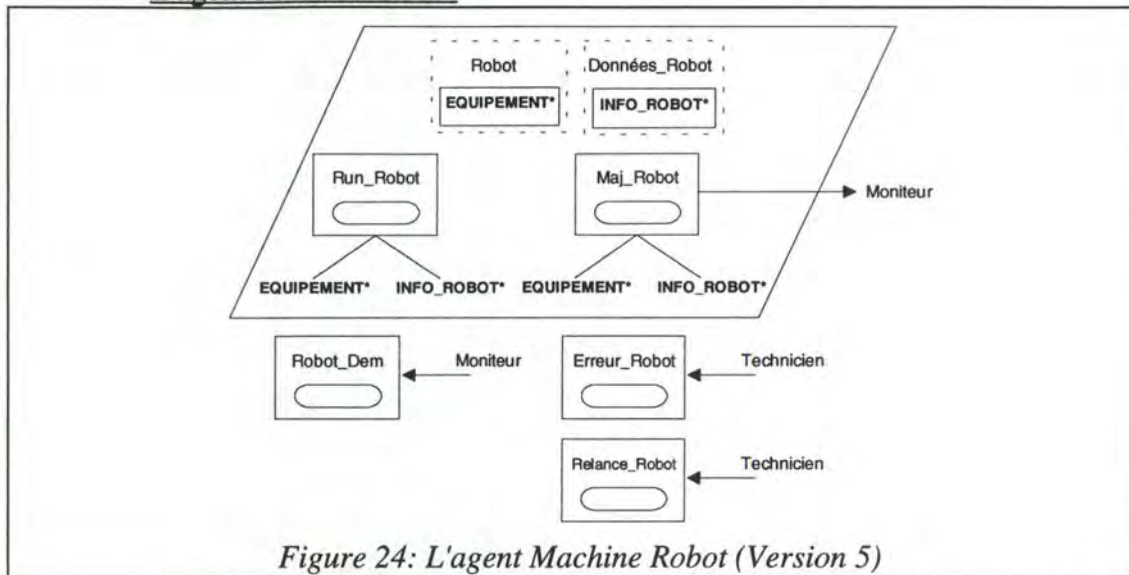 Robot Données_Robot
EQUIPEMENT* INFO_ROBOT*
Run_Robot Maj_Robot
Moniteur
EQUIPEMENT* INFO_ROBOT* EQUIPEMENT* INFO_ROBOT*
Robot_Dem Moniteur Erreur_Robot Technicien
Relance_Robot Technicien
Figure 24: L'agent Machine Robot (Version 5)